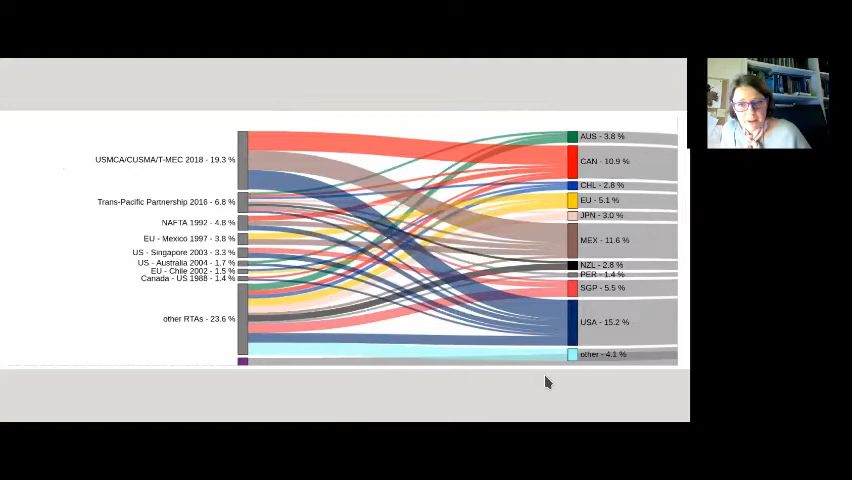 USMCA/CUSMA/T-MEC 2018 - 19.3 %
Trans-Pacific Partnership 2016 - 6.8 %
NAFTA 1992 - 4.8 %
EU - Mexico 1997 - 3.8 %
US - Singapore 2003 - 3.3 %
US - Australia 2004 - 1.7 %
EU - Chile 2002 - 1.5 %
Canada - US 1988 - 1.4 %
other RTAs - 23.6 %
AUS - 3.8 %
CAN - 10.9 %
CHL - 2.8 %
EU - 5.1 %
JPN - 3.0 %
MEX - 11.6 %
NZL - 2.8 %
PER - 1.4 %
SGP - 5.5 %
USA - 15.2 %
other - 4.1 %